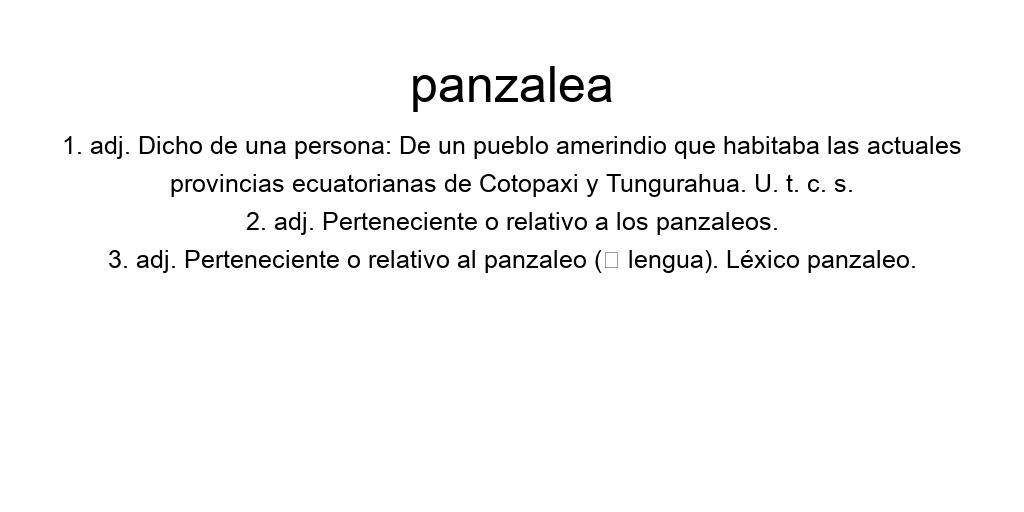 panzalea
1. adj. Dicho de una persona: De un pueblo amerindio que habitaba las actuales
provincias ecuatorianas de Cotopaxi y Tungurahua. U. t. c. s.
2. adj. Perteneciente o relativo a los panzaleos.
3. adj. Perteneciente o relativo al panzaleo (□ lengua). Léxico panzaleo.